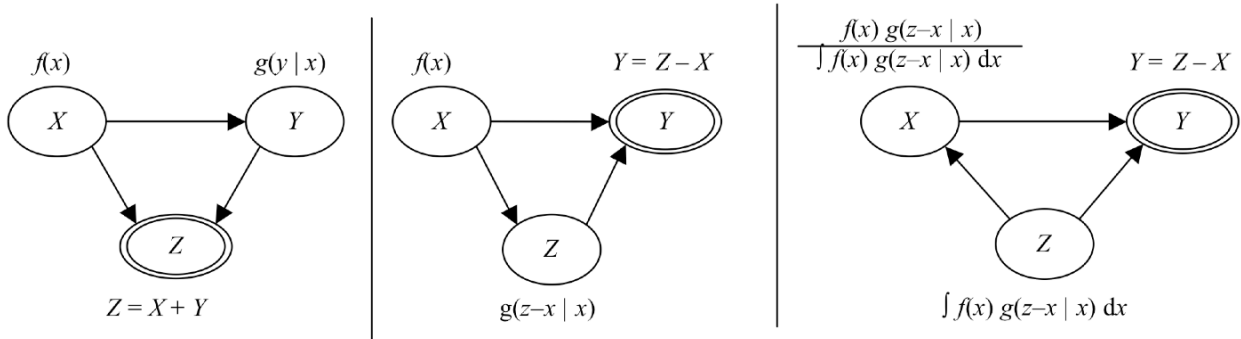 f(x)
g(y | x)
X
Y
Z
Z = X + Y
f(x)
Y = Z – X
X
Y
Z
g(z–x | x)
f(x) g(z–x | x)
∫ f(x) g(z–x | x) dx
Y = Z – X
X
Y
Z
∫ f(x) g(z–x | x) dx